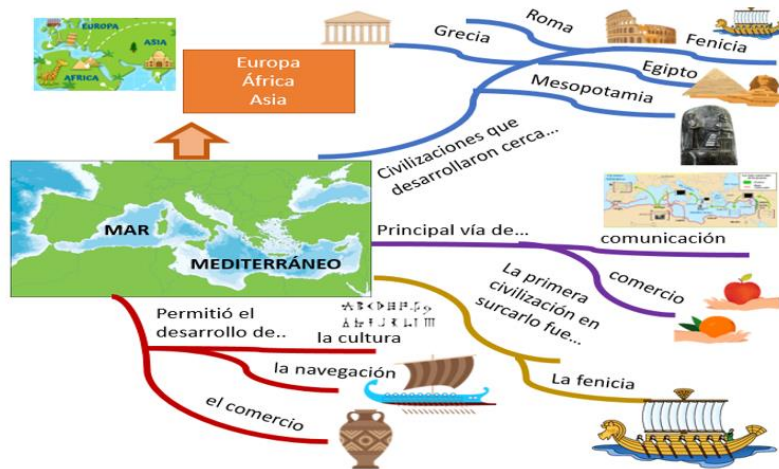 EUROPA
ASIA
ÁFRICA
Europa
África
Asia
Roma
Grecia
Fenicia
Egipto
Mesopotamia
Civilizaciones que
desarrollaron cerca...
MAR
MEDITERRÁNEO
Principal vía de...
comunicación
comercio
La primera
civilización en
surcarlo fue...
La fenicia
Permitió el
desarrollo de..
la cultura
la navegación
el comercio